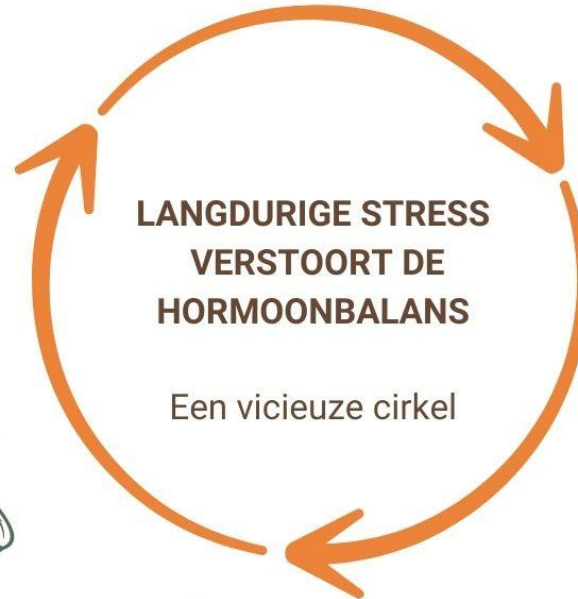 LANGDURIGE STRESS
VERSTOORT DE
HORMOONBALANS
Een vicieuze cirkel